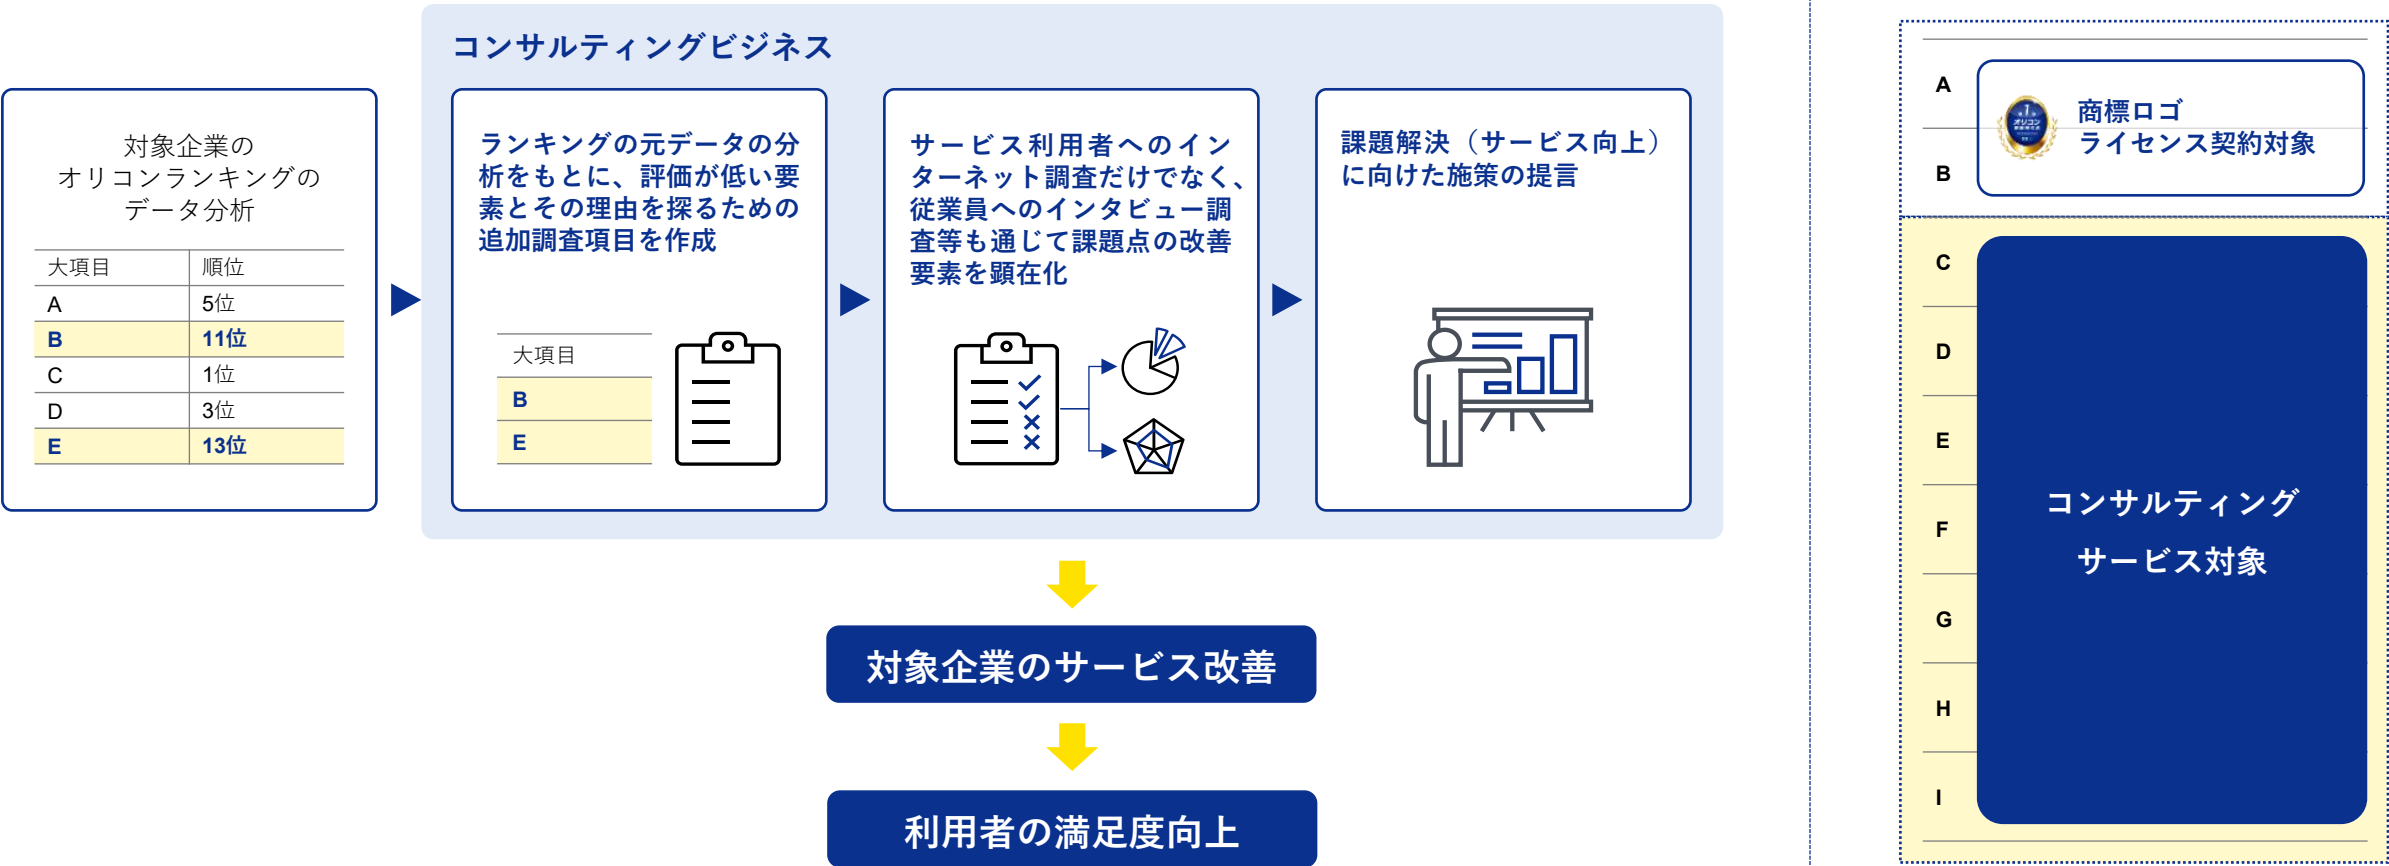 コンサルティングビジネス
対象企業の
オリコンランキングの
データ分析
大項目 順位
A 5位
B 11位
C 1位
D 3位
E 13位
ランキングの元データの分
析をもとに、評価が低い要
素とその理由を探るための
追加調査項目を作成
大項目
B
E
サービス利用者へのイン
ターネット調査だけでなく、
従業員へのインタビュー調
査等も通じて課題点の改善
要素を顕在化
課題解決（サービス向上）
に向けた施策の提言
対象企業のサービス改善
利用者の満足度向上
A
B
オリコン
商標ロゴ
ライセンス契約対象
C
D
E
F
G
H
I
コンサルティング
サービス対象